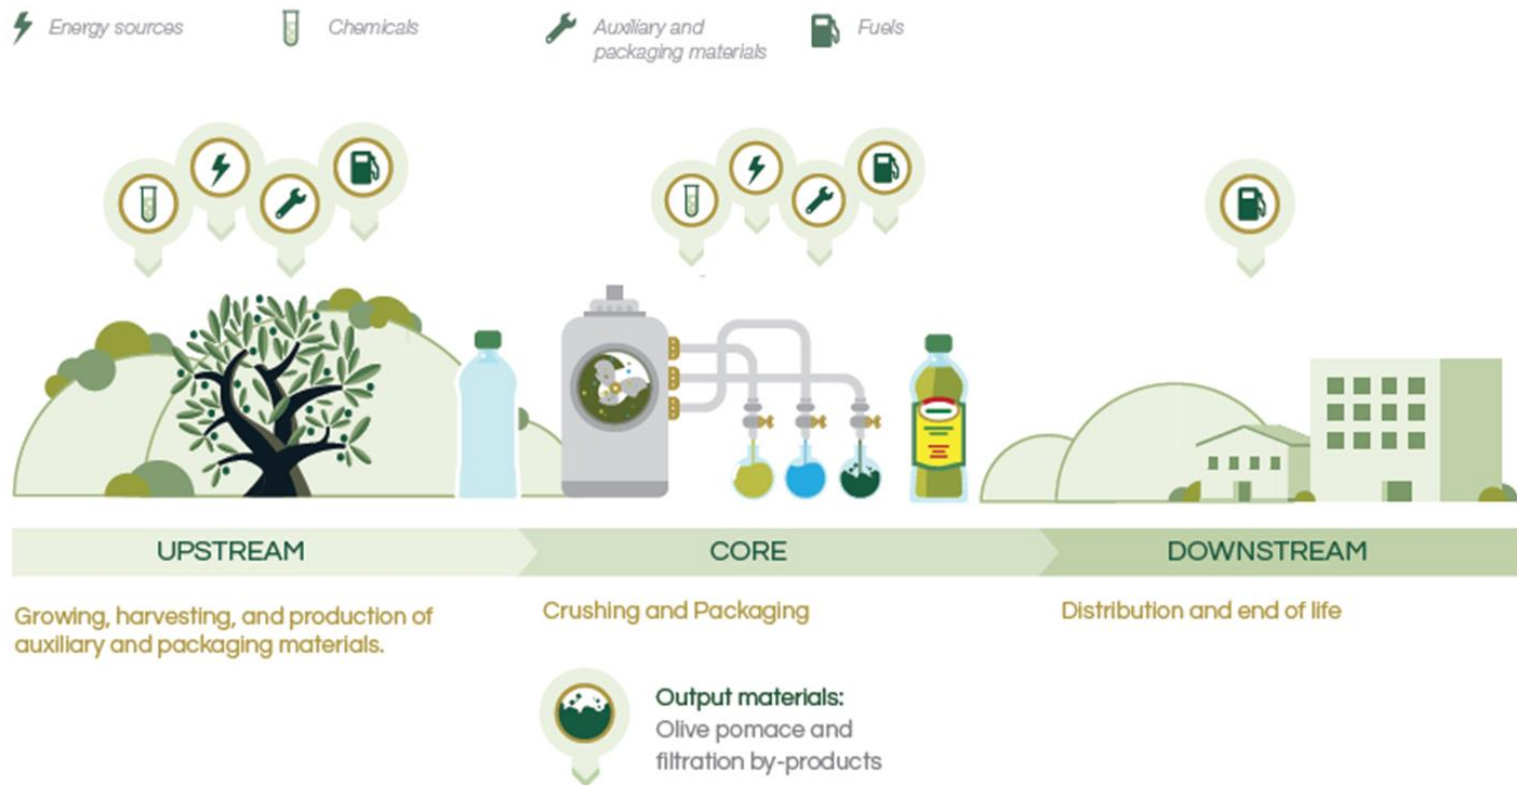 Energy sources
Chemicals
Auxiliary and
packaging materials
Fuels
UPSTREAM
CORE
DOWNSTREAM
Growing, harvesting, and production of
auxiliary and packaging materials.
Crushing and Packaging
Distribution and end of life
Output materials:
Olive pomace and
filtration by-products